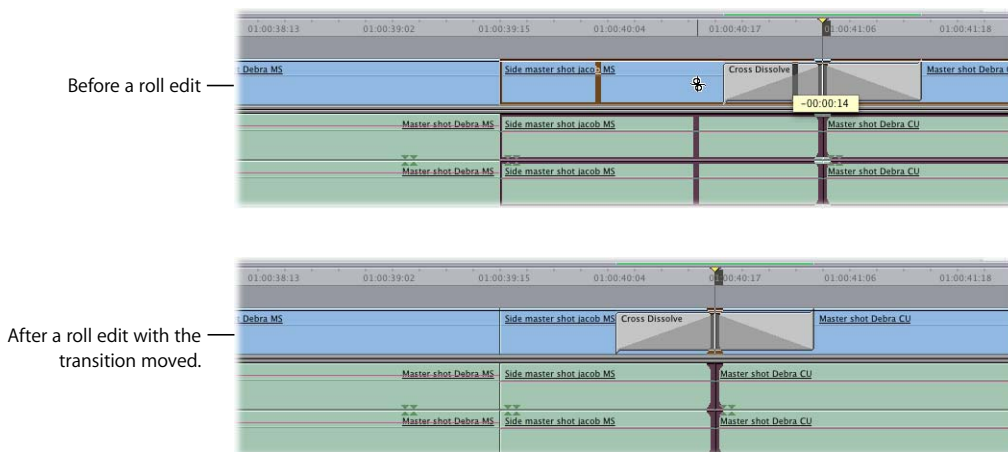 01:00:38:13 01:00:39:02 01:00:39:15 01:00:40:04 01:00:40:17 01:00:41:06 01:00:41:18
Before a roll edit
Debra MS Side master shot jacob MS Cross Dissolve Master shot Debra
-00:00:14
Master shot Debra MS Side master shot jacob MS Master shot Debra CU
Master shot Debra MS Side master shot jacob MS Master shot Debra CU
01:00:38:13 01:00:39:02 01:00:39:15 01:00:40:04 01:00:40:17 01:00:41:06 01:00:41:18
After a roll edit with the
transition moved.
Debra MS Side master shot jacob MS Cross Dissolve Master shot Debra CU
Master shot Debra MS Side master shot jacob MS Master shot Debra CU
Master shot Debra MS Side master shot jacob MS Master shot Debra CU